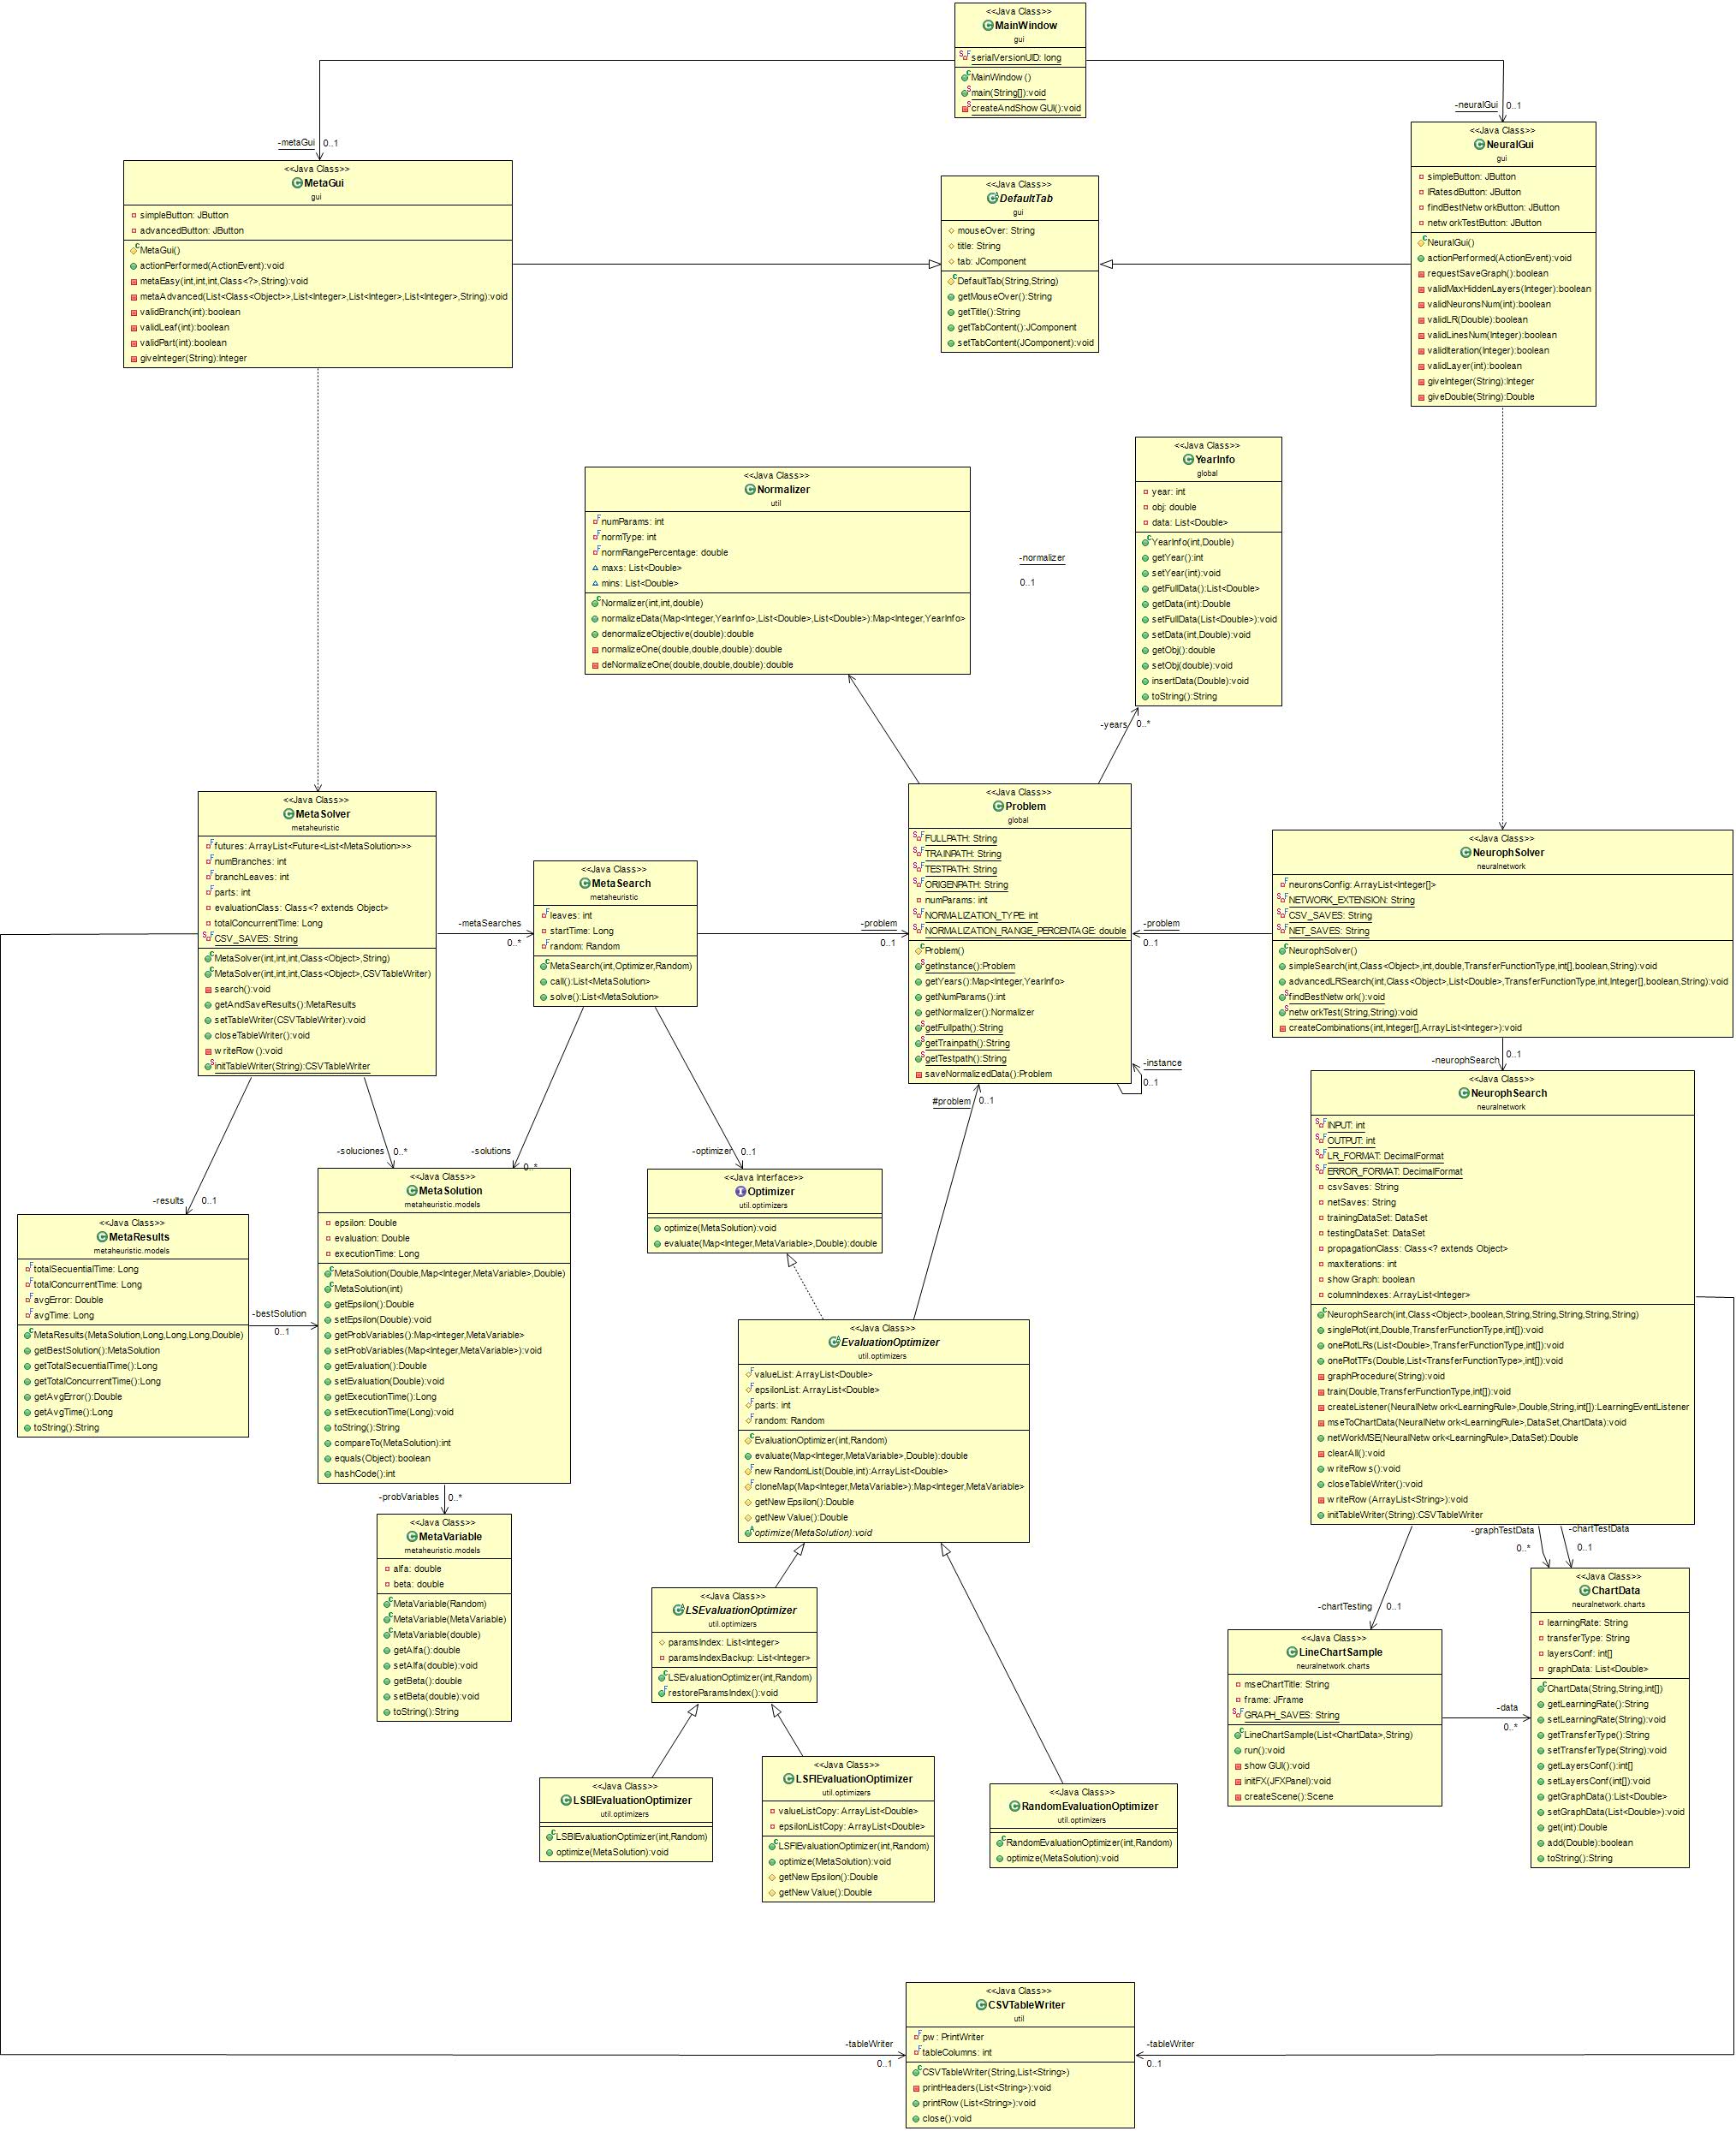 <<Java Class>>
MainWindow
gui
serialVersionUID: long
MainWindow()
main(String[]):void
createAndShowGUI():void
-metaGui
0..1
-neuralGui
0..1
<<Java Class>>
MetaGui
gui
simpleButton: JButton
advancedButton: JButton
MetaGui()
actionPerformed(ActionEvent):void
metaEasy(int,int,int,Class<?>,String):void
metaAdvanced(List<Class<Object>>,List<Integer>,List<Integer>,List<Integer>,String):void
validBranch(int):boolean
validLeaf(int):boolean
validPart(int):boolean
giveInteger(String):Integer
<<Java Class>>
DefaultTab
gui
mouseOver: String
title: String
tab: JComponent
DefaultTab(String,String)
getMouseOver():String
getTitle():String
getTabContent():JComponent
setTabContent(JComponent):void
<<Java Class>>
NeuralGui
gui
simpleButton: JButton
lRatesdButton: JButton
findBestNetworkButton: JButton
networkTestButton: JButton
NeuralGui()
actionPerformed(ActionEvent):void
requestSaveGraph():boolean
validMaxHiddenLayers(Integer):boolean
validNeuronsNum(int):boolean
validLR(Double):boolean
validLinesNum(Integer):boolean
validIteration(Integer):boolean
validLayer(int):boolean
giveInteger(String):Integer
giveDouble(String):Double
<<Java Class>>
Normalizer
util
numParams: int
normType: int
normRangePercentage: double
maxs: List<Double>
mins: List<Double>
Normalizer(int,int,double)
normalizeData(Map<Integer,YearInfo>,List<Double>,List<Double>):Map<Integer,YearInfo>
denormalizeObjective(double):double
normalizeOne(double,double,double):double
deNormalizeOne(double,double,double):double
-normalizer
0..1
<<Java Class>>
YearInfo
global
year: int
obj: double
data: List<Double>
YearInfo(int,Double)
getYear():int
setYear(int):void
getFullData():List<Double>
getData(int):Double
setFullData(List<Double>):void
setData(int,Double):void
getObj():double
setObj(double):void
insertData(Double):void
toString():String
-years
0..*
<<Java Class>>
MetaSolver
metaheuristic
futures: ArrayList<Future<List<MetaSolution>>>
numBranches: int
branchLeaves: int
parts: int
evaluationClass: Class<? extends Object>
totalConcurrentTime: Long
CSV_SAVES: String
MetaSolver(int,int,int,Class<Object>,String)
MetaSolver(int,int,int,Class<Object>,CSVTableWriter)
search():void
getAndSaveResults():MetaResults
setTableWriter(CSVTableWriter):void
closeTableWriter():void
writeRow():void
initTableWriter(String):CSVTableWriter
-metaSearches
0..*
<<Java Class>>
MetaSearch
metaheuristic
leaves: int
startTime: Long
random: Random
MetaSearch(int,Optimizer,Random)
call():List<MetaSolution>
solve():List<MetaSolution>
-problem
0..1
<<Java Class>>
Problem
global
FULLPATH: String
TRAINPATH: String
TESTPATH: String
ORIGENPATH: String
numParams: int
NORMALIZATION_TYPE: int
NORMALIZATION_RANGE_PERCENTAGE: double
Problem()
getInstance():Problem
getYears():Map<Integer,YearInfo>
getNumParams():int
getNormalizer():Normalizer
getFullpath():String
getTrainpath():String
getTestpath():String
saveNormalizedData():Problem
-instance
0..1
#problem
0..1
-problem
0..1
<<Java Class>>
NeurophSolver
neuralnetwork
neuronsConfig: ArrayList<Integer[]>
NETWORK_EXTENSION: String
CSV_SAVES: String
NET_SAVES: String
NeurophSolver()
simpleSearch(int,Class<Object>,int,double,TransferFunctionType,int[],boolean,String):void
advancedLRSearch(int,Class<Object>,List<Double>,TransferFunctionType,int,Integer[],boolean,String):void
findBestNetwork():void
networkTest(String,String):void
createCombinations(int,Integer[],ArrayList<Integer>):void
-neurophSearch
0..1
<<Java Class>>
NeurophSearch
neuralnetwork
INPUT: int
OUTPUT: int
LR_FORMAT: DecimalFormat
ERROR_FORMAT: DecimalFormat
csvSaves: String
netSaves: String
trainingDataSet: DataSet
testingDataSet: DataSet
propagationClass: Class<? extends Object>
maxIterations: int
showGraph: boolean
columnIndexes: ArrayList<Integer>
NeurophSearch(int,Class<Object>,boolean,String,String,String,String,String)
singlePlot(int,Double,TransferFunctionType,int[]):void
onePlotLRs(List<Double>,TransferFunctionType,int[]):void
onePlotTFs(Double,List<TransferFunctionType>,int[]):void
graphProcedure(String):void
train(Double,TransferFunctionType,int[]):void
createListener(NeuralNetwork<LearningRule>,Double,String,int[]):LearningEventListener
mseToChartData(NeuralNetwork<LearningRule>,DataSet,ChartData):void
netWorkMSE(NeuralNetwork<LearningRule>,DataSet):Double
clearAll():void
writeRows():void
closeTableWriter():void
writeRow(ArrayList<String>):void
initTableWriter(String):CSVTableWriter
-soluciones
0..*
-solutions
0..*
-optimizer
0..1
-results
0..1
<<Java Class>>
MetaResults
metaheuristic.models
totalSecuentialTime: Long
totalConcurrentTime: Long
avgError: Double
avgTime: Long
MetaResults(MetaSolution,Long,Long,Long,Double)
getBestSolution():MetaSolution
getTotalSecuentialTime():Long
getTotalConcurrentTime():Long
getAvgError():Double
getAvgTime():Long
toString():String
-bestSolution
0..1
<<Java Class>>
MetaSolution
metaheuristic.models
epsilon: Double
evaluation: Double
executionTime: Long
MetaSolution(Double,Map<Integer,MetaVariable>,Double)
MetaSolution(int)
getEpsilon():Double
setEpsilon(Double):void
getProbVariables():Map<Integer,MetaVariable>
setProbVariables(Map<Integer,MetaVariable>):void
getEvaluation():Double
setEvaluation(Double):void
getExecutionTime():Long
setExecutionTime(Long):void
toString():String
compareTo(MetaSolution):int
equals(Object):boolean
hashCode():int
-probVariables
0..*
<<Java Class>>
MetaVariable
metaheuristic.models
alfa: double
beta: double
MetaVariable(Random)
MetaVariable(MetaVariable)
MetaVariable(double)
getAlfa():double
setAlfa(double):void
getBeta():double
setBeta(double):void
toString():String
<<Java Interface>>
Optimizer
util.optimizers
optimize(MetaSolution):void
evaluate(Map<Integer,MetaVariable>,Double):double
<<Java Class>>
EvaluationOptimizer
util.optimizers
valueList: ArrayList<Double>
epsilonList: ArrayList<Double>
parts: int
random: Random
EvaluationOptimizer(int,Random)
evaluate(Map<Integer,MetaVariable>,Double):double
newRandomList(Double,int):ArrayList<Double>
cloneMap(Map<Integer,MetaVariable>):Map<Integer,MetaVariable>
getNewEpsilon():Double
getNewValue():Double
optimize(MetaSolution):void
<<Java Class>>
LSEvaluationOptimizer
util.optimizers
paramsIndex: List<Integer>
paramsIndexBackup: List<Integer>
LSEvaluationOptimizer(int,Random)
restoreParamsIndex():void
<<Java Class>>
LSBIEvaluationOptimizer
util.optimizers
LSBIEvaluationOptimizer(int,Random)
optimize(MetaSolution):void
<<Java Class>>
LSFIEvaluationOptimizer
util.optimizers
valueListCopy: ArrayList<Double>
epsilonListCopy: ArrayList<Double>
LSFIEvaluationOptimizer(int,Random)
optimize(MetaSolution):void
getNewEpsilon():Double
getNewValue():Double
<<Java Class>>
RandomEvaluationOptimizer
util.optimizers
RandomEvaluationOptimizer(int,Random)
optimize(MetaSolution):void
-graphTestData
0..*
-chartTestData
0..1
-chartTesting
0..1
<<Java Class>>
LineChartSample
neuralnetwork.charts
mseChartTitle: String
frame: JFrame
GRAPH_SAVES: String
LineChartSample(List<ChartData>,String)
run():void
showGUI():void
initFX(JFXPanel):void
createScene():Scene
-data
0..*
<<Java Class>>
ChartData
neuralnetwork.charts
learningRate: String
transferType: String
layersConf: int[]
graphData: List<Double>
ChartData(String,String,int[])
getLearningRate():String
setLearningRate(String):void
getTransferType():String
setTransferType(String):void
getLayersConf():int[]
setLayersConf(int[]):void
getGraphData():List<Double>
setGraphData(List<Double>):void
get(int):Double
add(Double):boolean
toString():String
-tableWriter
0..1
<<Java Class>>
CSVTableWriter
util
pw: PrintWriter
tableColumns: int
CSVTableWriter(String,List<String>)
printHeaders(List<String>):void
printRow(List<String>):void
close():void
-tableWriter
0..1